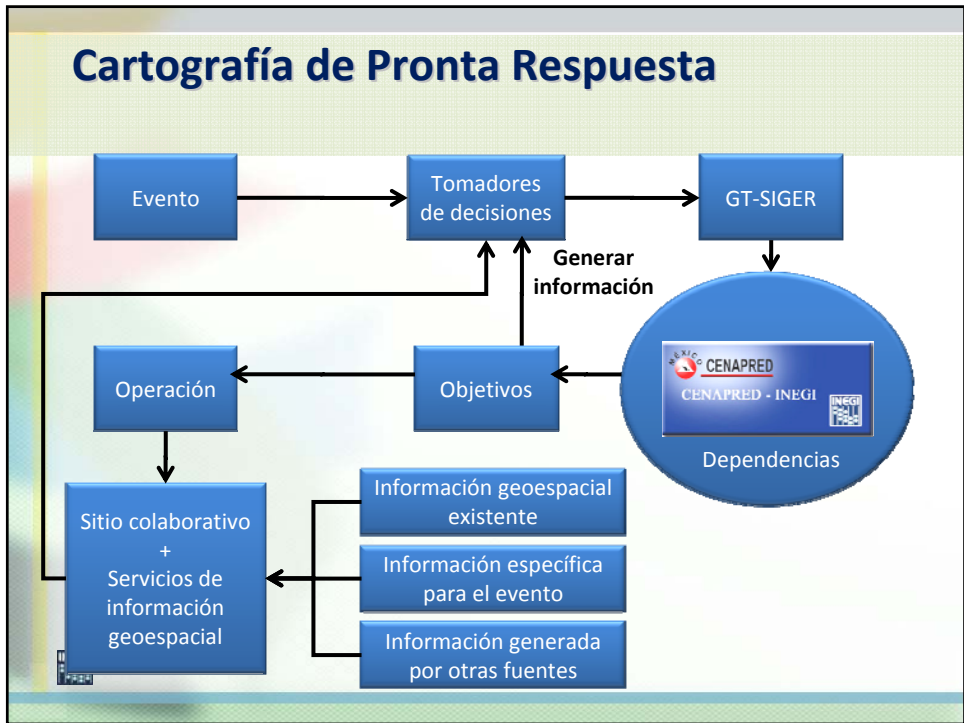 Cartografía de Pronta Respuesta
Evento
Tomadores
de decisiones
GT-SIGER
Generar
información
Operación
Objetivos
MÉXICO
CENAPRED
CENAPRED - INEGI
INEGI
Dependencias
Sitio colaborativo
+
Servicios de
información
geoespacial
Información geoespacial
existente
Información específica
para el evento
Información generada
por otras fuentes